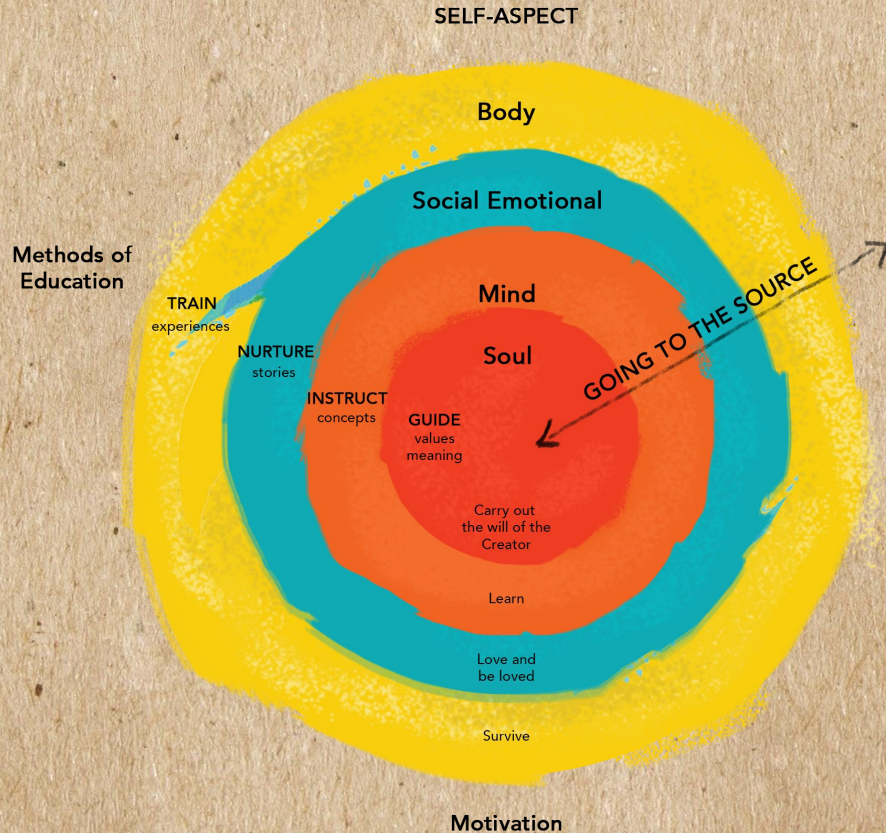 SELF-ASPECT
Body
Social Emotional
Mind
Soul
Methods of
Education
TRAIN
experiences
NURTURE
stories
INSTRUCT
concepts
GUIDE
values
meaning
GOING TO THE SOURCE
Carry out
the will of the
Creator
Learn
Love and
be loved
Survive
Motivation